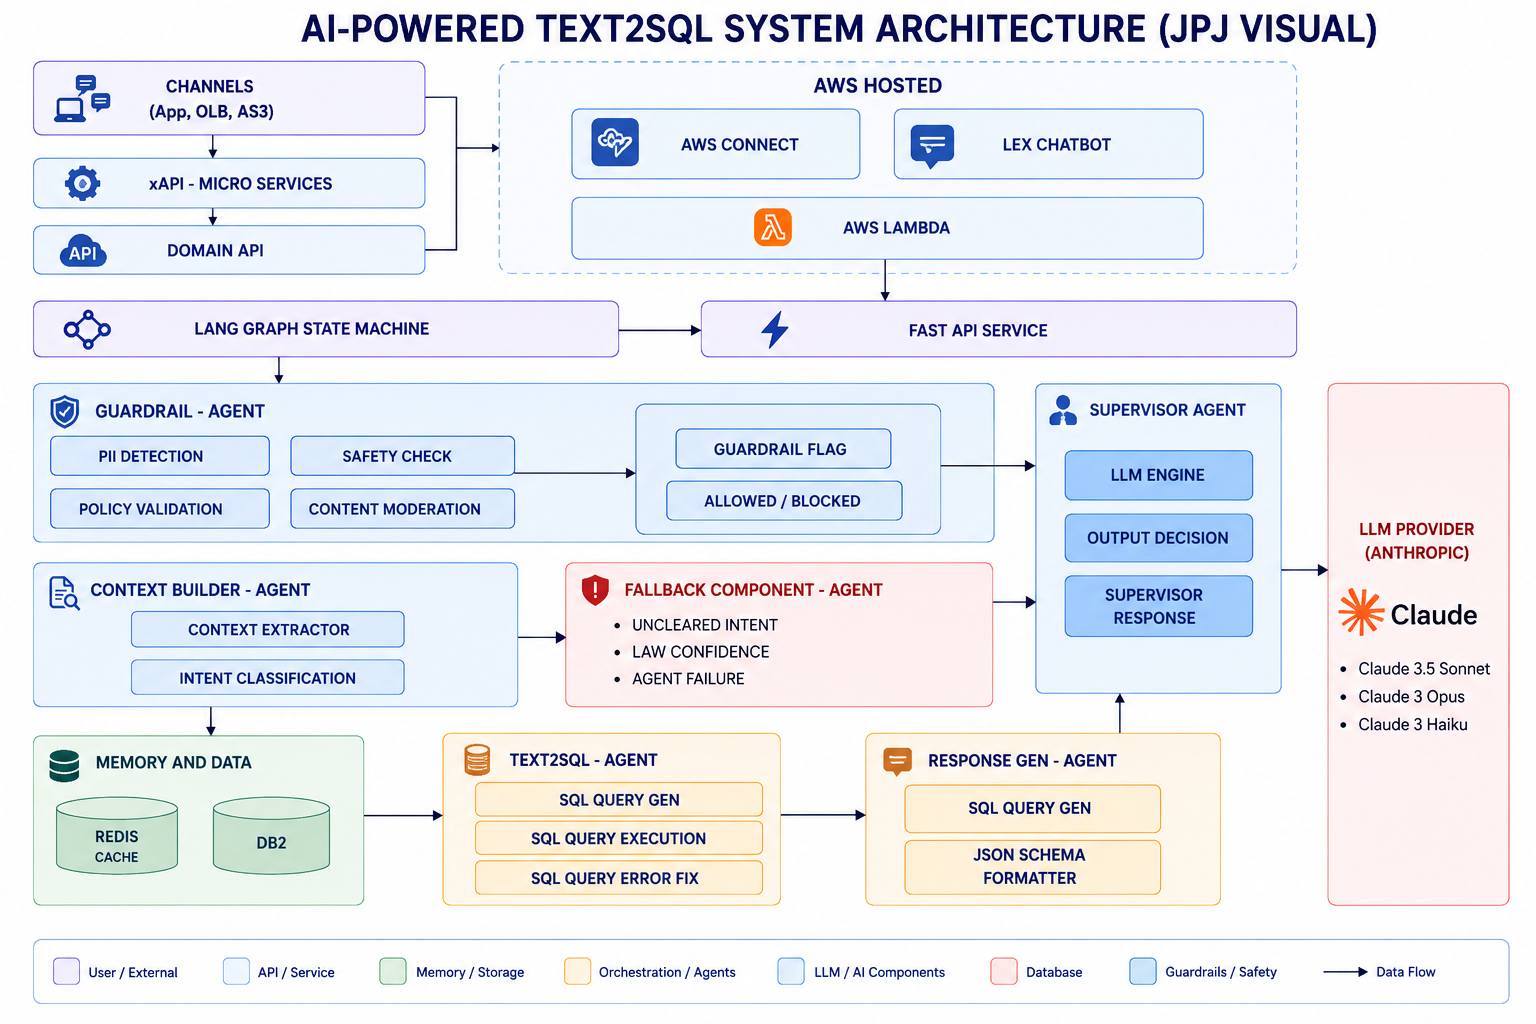 AI-POWERED TEXT2SQL SYSTEM ARCHITECTURE (JPJ VISUAL)
CHANNELS
(App, OLB, AS3)
xAPI - MICRO SERVICES
API
DOMAIN API
AWS HOSTED
AWS CONNECT
LEX CHATBOT
AWS LAMBDA
LANG GRAPH STATE MACHINE
FAST API SERVICE
GUARDRAIL - AGENT
PII DETECTION
SAFETY CHECK
POLICY VALIDATION
CONTENT MODERATION
GUARDRAIL FLAG
ALLOWED / BLOCKED
SUPERVISOR AGENT
LLM ENGINE
OUTPUT DECISION
SUPERVISOR
RESPONSE
LLM PROVIDER
(ANTHROPIC)
Claude
• Claude 3.5 Sonnet
• Claude 3 Opus
• Claude 3 Haiku
CONTEXT BUILDER - AGENT
CONTEXT EXTRACTOR
INTENT CLASSIFICATION
FALLBACK COMPONENT - AGENT
• UNCLEARED INTENT
• LAW CONFIDENCE
• AGENT FAILURE
MEMORY AND DATA
REDIS
CACHE
DB2
TEXT2SQL - AGENT
SQL QUERY GEN
SQL QUERY EXECUTION
SQL QUERY ERROR FIX
RESPONSE GEN - AGENT
SQL QUERY GEN
JSON SCHEMA
FORMATTER
User / External
API / Service
Memory / Storage
Orchestration / Agents
LLM / AI Components
Database
Guardrails / Safety
Data Flow